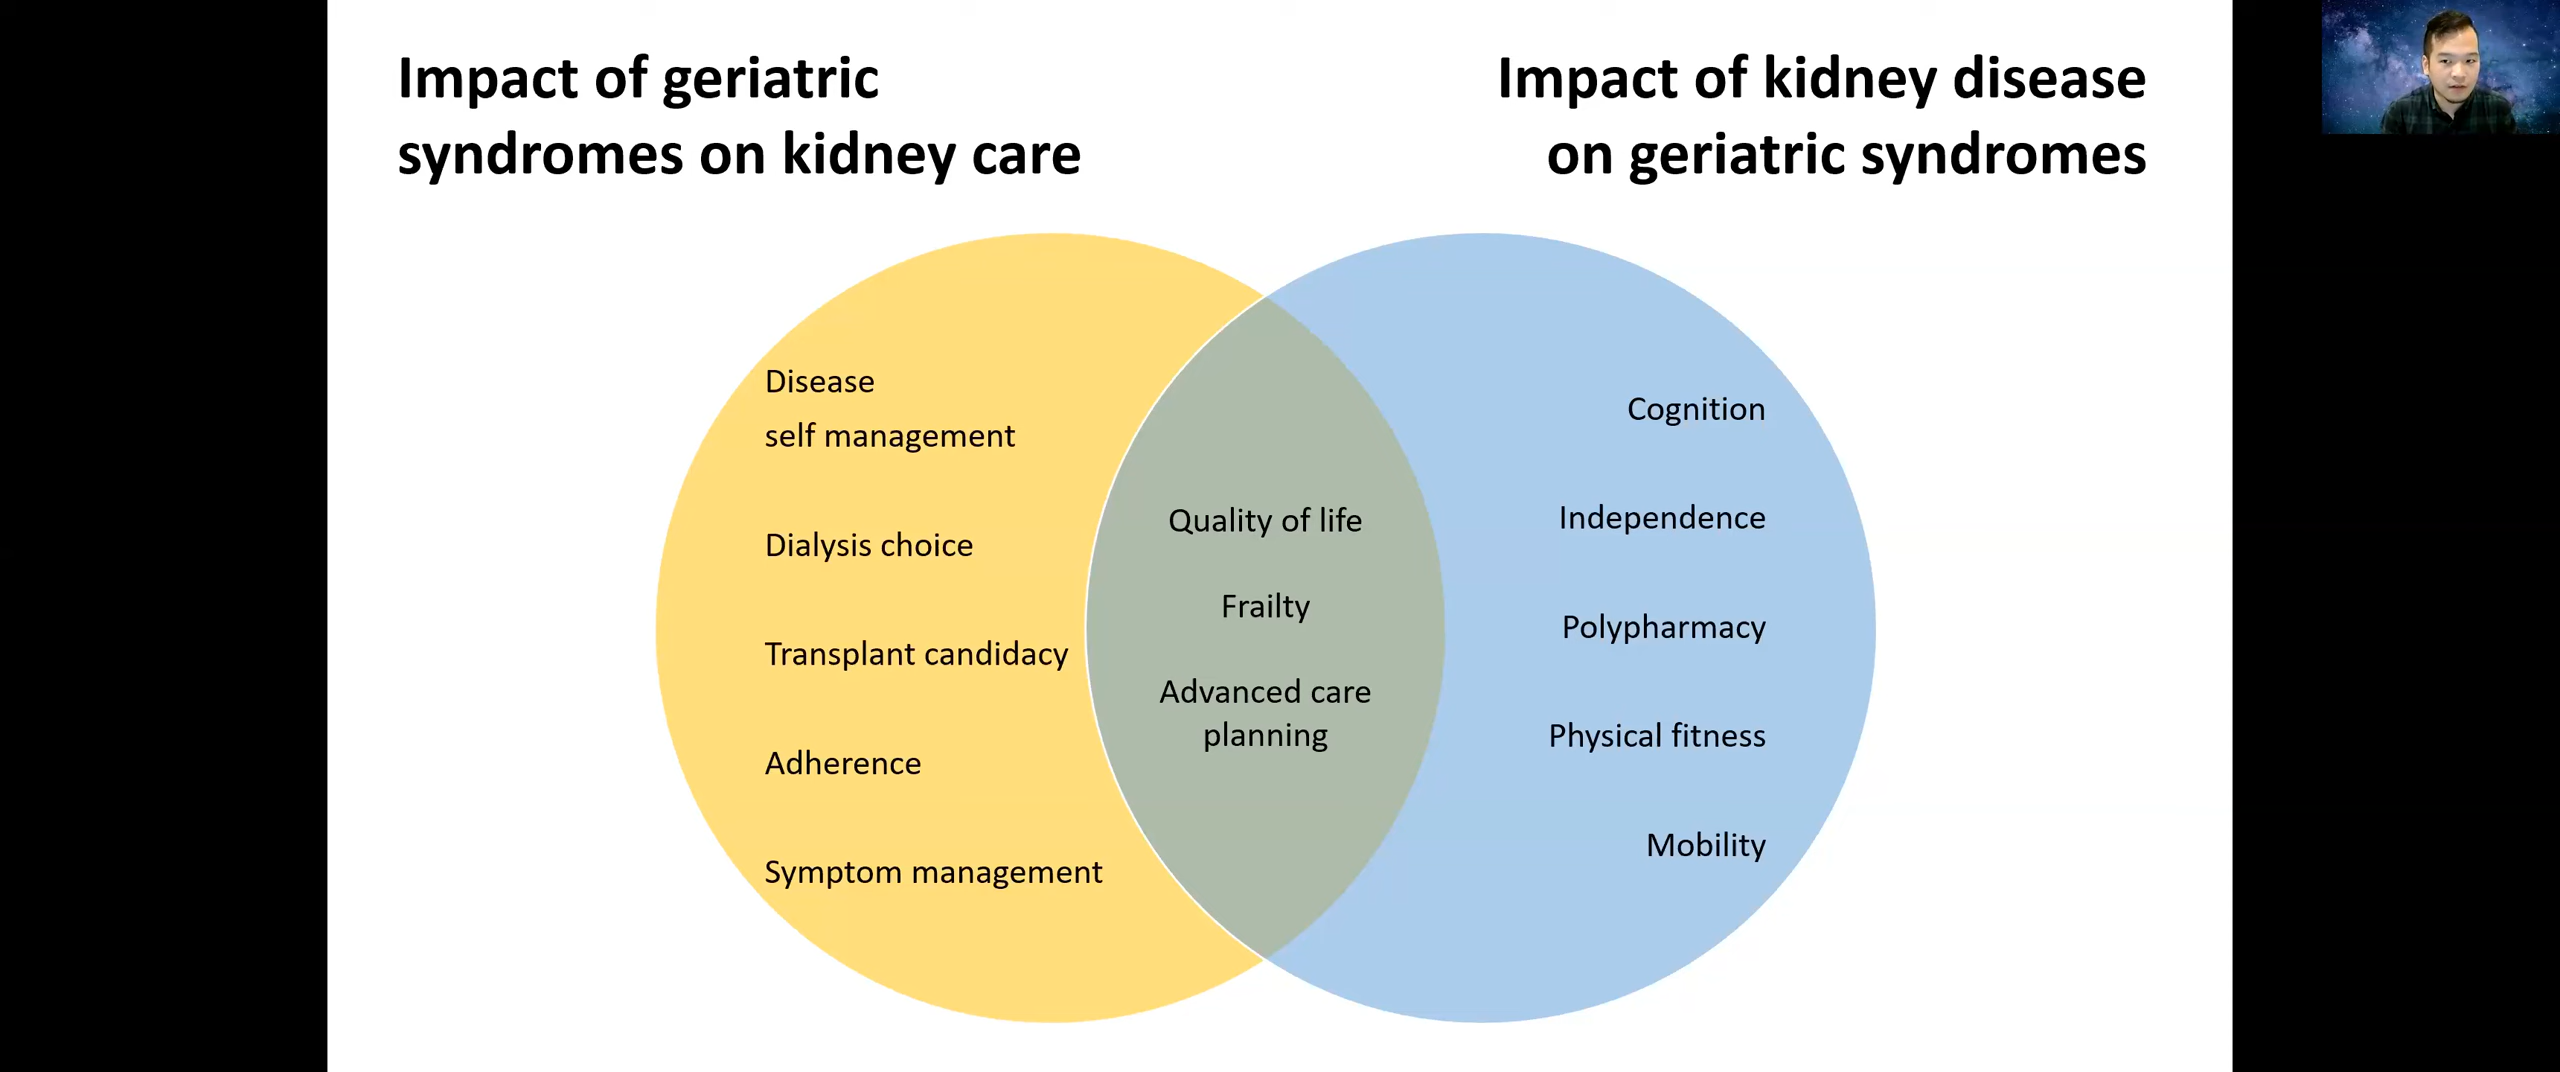 Impact of geriatric
syndromes on kidney care
Impact of kidney disease
on geriatric syndromes
Disease
self management
Dialysis choice
Transplant candidacy
Adherence
Symptom management
Quality of life
Frailty
Advanced care
planning
Cognition
Independence
Polypharmacy
Physical fitness
Mobility